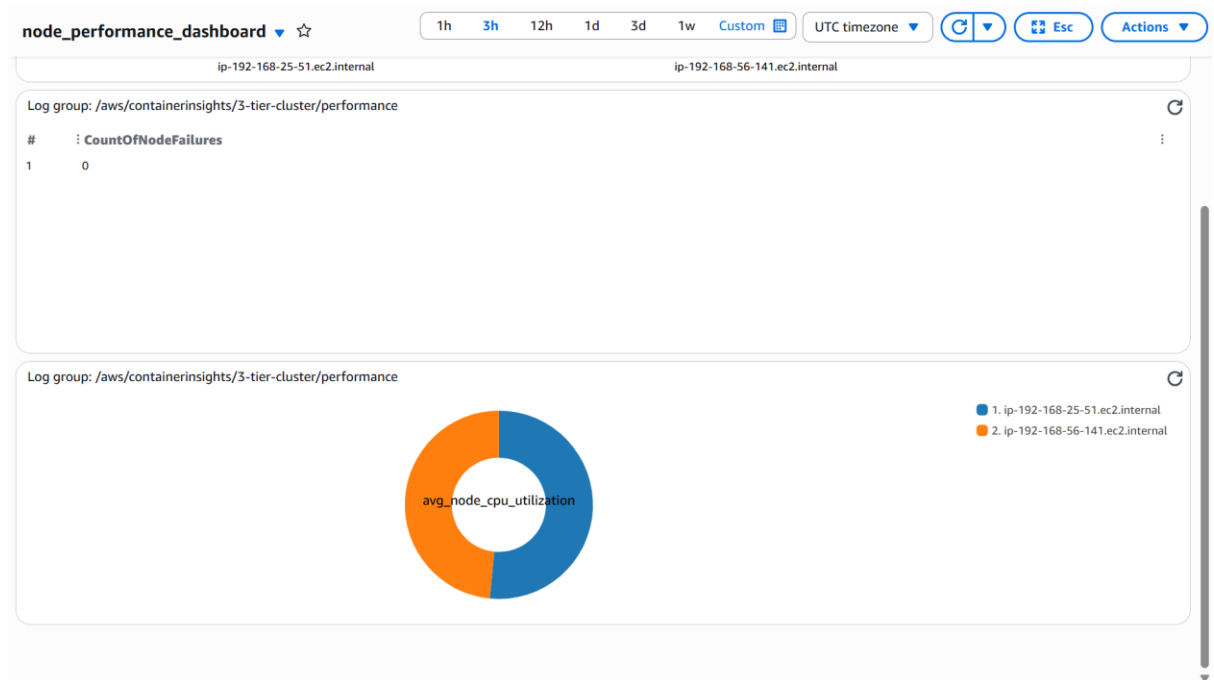 node_performance_dashboard
1h 3h 12h 1d 3d 1w Custom UTC timezone Esc Actions
ip-192-168-25-51.ec2.internal ip-192-168-56-141.ec2.internal
Log group: /aws/containerinsights/3-tier-cluster/performance
# CountOfNodeFailures
1 0
Log group: /aws/containerinsights/3-tier-cluster/performance
1. ip-192-168-25-51.ec2.internal
2. ip-192-168-56-141.ec2.internal
avg_node_cpu_utilization